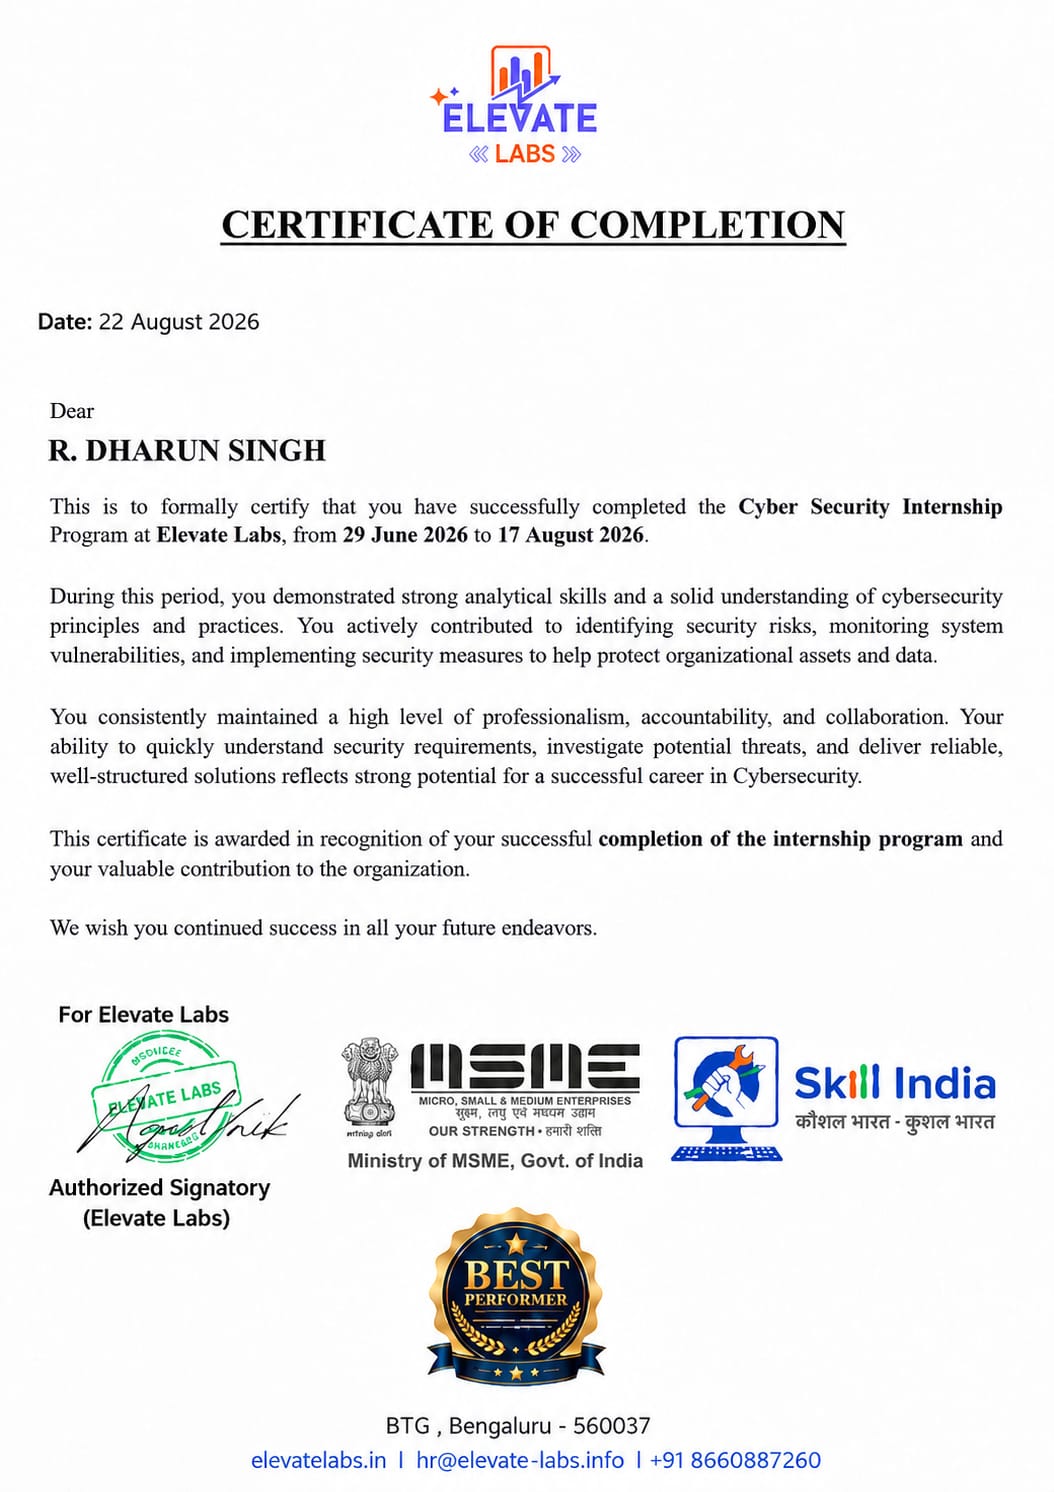 ELEVATE
LABS
CERTIFICATE OF COMPLETION
Date: 22 August 2026
Dear
R. DHARUN SINGH
This is to formally certify that you have successfully completed the Cyber Security Internship
Program at Elevate Labs, from 29 June 2026 to 17 August 2026.
During this period, you demonstrated strong analytical skills and a solid understanding of cybersecurity
principles and practices. You actively contributed to identifying security risks, monitoring system
vulnerabilities, and implementing security measures to help protect organizational assets and data.
You consistently maintained a high level of professionalism, accountability, and collaboration. Your
ability to quickly understand security requirements, investigate potential threats, and deliver reliable,
well-structured solutions reflects strong potential for a successful career in Cybersecurity.
This certificate is awarded in recognition of your successful completion of the internship program and
your valuable contribution to the organization.
We wish you continued success in all your future endeavors.
For Elevate Labs
ELEVATE LABS
Authorized Signatory
(Elevate Labs)
MSME
MICRO, SMALL & MEDIUM ENTERPRISES
OUR STRENGTH • हमारी शक्ति
Ministry of MSME, Govt. of India
Skill India
कौशल भारत - कुशल भारत
BEST
PERFORMER
BTG , Bengaluru - 560037
elevatelabs.in | hr@elevate-labs.info | +91 8660887260